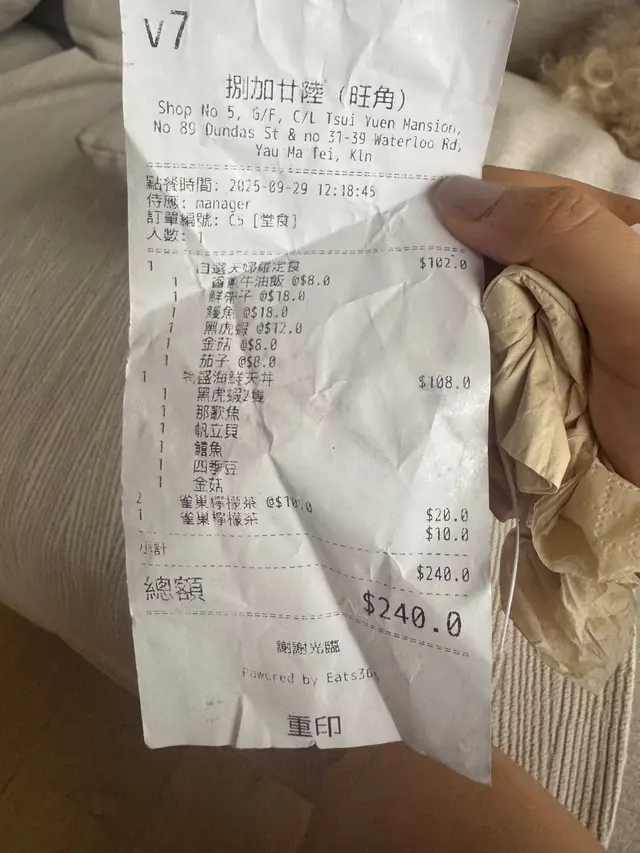 v7
捌加廿陸 (旺角)
Shop No 5, G/F, C/L Tsui Yuen Mansion,
No 89 Dundas St & no 31-39 Waterloo Rd,
Yau Ma Tei, Kln
點餐時間: 2025-09-29 12:18:45
侍應: manager
訂單編號: C5 [堂食]
人數: 1
1 自選天婦羅定食 $102.0
1 牛油飯 @$8.0
1 鮮帶子 @$18.0
1 鱔魚 @$18.0
1 黑虎蝦 @$12.0
1 金菇 @$8.0
1 茄子 @$8.0
1 物盛海鮮天丼 $108.0
1 黑虎蝦2隻
1 那歎魚
1 帆立貝
1 鱚魚
1 四季豆
1 金菇
2 雀巢檸檬茶 @$10.0 $20.0
1 雀巢檸檬茶 $10.0
小計 $240.0
總額 $240.0
謝謝光臨
Powered by Eats36
重印